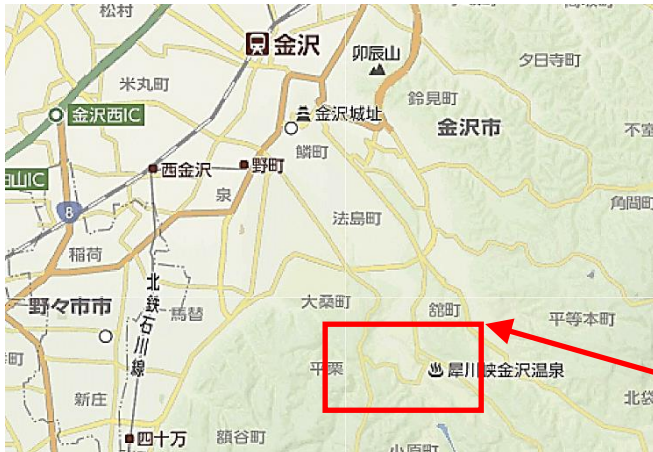 松村
金沢
卯辰山
夕日寺町
米丸町
鈴見町
金沢西IC
金沢城址
金沢市
不室
鱗町
西金沢
野町
山IC
泉
角間町
8
法島町
稲荷
北鉄石川線
野々市市
馬替
大桑町
舘町
平等本町
平栗
犀川峡金沢温泉
新庄
北袋
四十万
額谷町
小原町